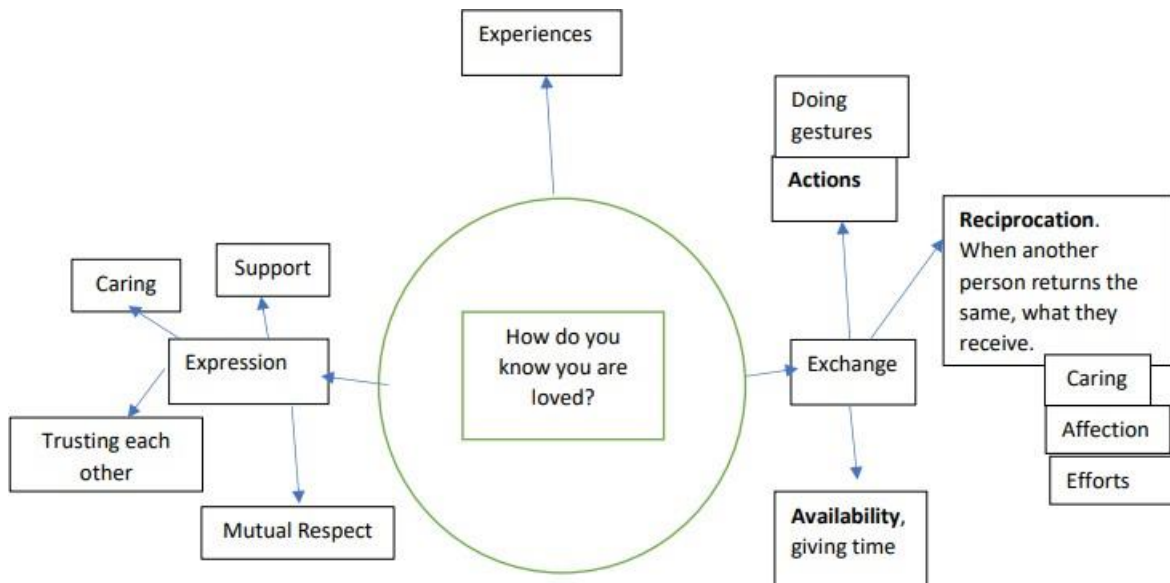 Experiences
Doing
gestures
Actions
Reciprocation.
When another
person returns the
same, what they
receive.
Support
Caring
How do you
know you are
loved?
Expression
Exchange
Caring
Affection
Efforts
Trusting each
other
Mutual Respect
Availability,
giving time